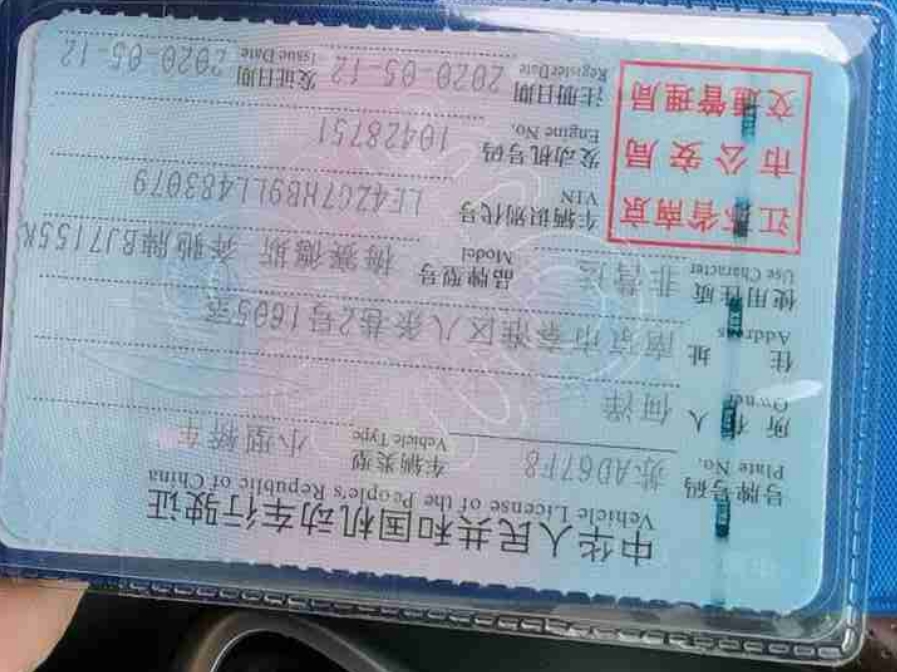 中华人民共和国机动车行驶证
Vehicle License of the People's Republic of China
号牌号码 苏AD67F8 车辆类型 小型轿车
Plate No. Vehicle Type
所有人 何洋
Owner
住址 南京市秦淮区八条巷2号1605室
Address
使用性质 非营运 品牌型号 梅赛德斯-奔驰牌BJ7155K
Use Character Model
江苏省南京
市公安局
交通管理局
车辆识别代号 LE4ZG7HB9LL483079
VIN
发动机号码 10428751
Engine No.
注册日期 2020-05-12 发证日期 2020-05-12
Register Date Issue Date